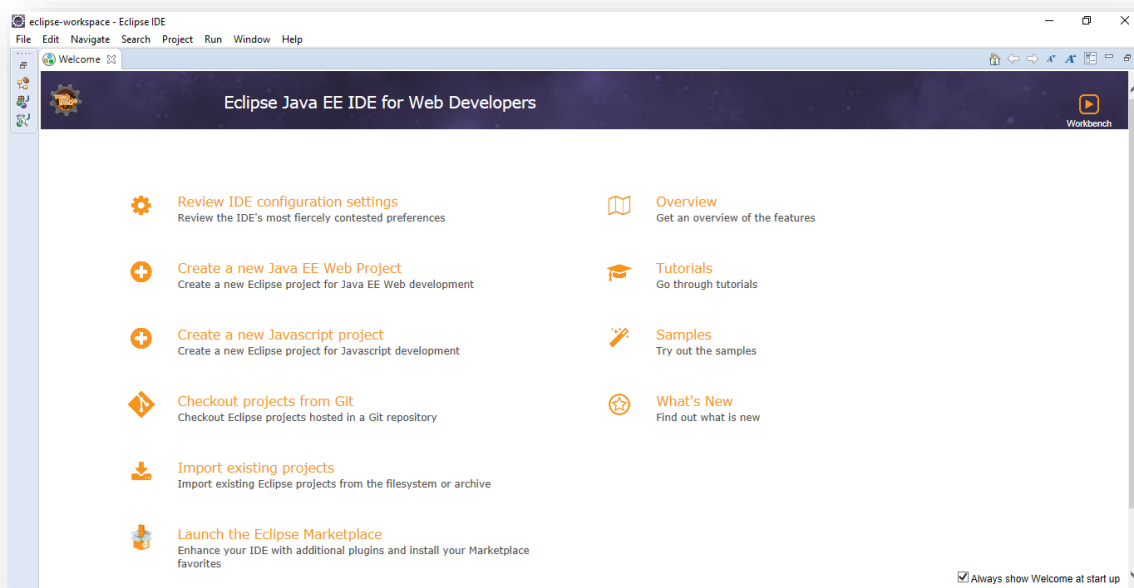 eclipse-workspace - Eclipse IDE
File Edit Navigate Search Project Run Window Help
Welcome
Eclipse Java EE IDE for Web Developers
Workbench
Review IDE configuration settings
Review the IDE's most fiercely contested preferences
Create a new Java EE Web Project
Create a new Eclipse project for Java EE Web development
Create a new Javascript project
Create a new Eclipse project for Javascript development
Checkout projects from Git
Checkout Eclipse projects hosted in a Git repository
Import existing projects
Import existing Eclipse projects from the filesystem or archive
Launch the Eclipse Marketplace
Enhance your IDE with additional plugins and install your Marketplace
favorites
Overview
Get an overview of the features
Tutorials
Go through tutorials
Samples
Try out the samples
What's New
Find out what is new
Always show Welcome at start up